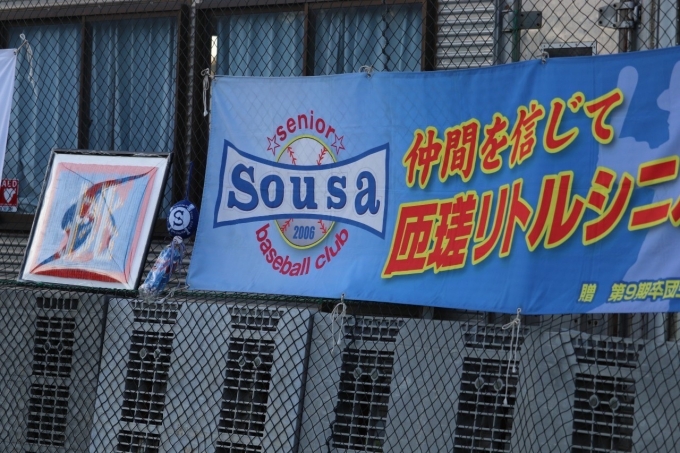 senior
Sousa
2006
baseball club
仲間を信じて
匝瑳リトルシニ
贈 第9期卒団
S
AED